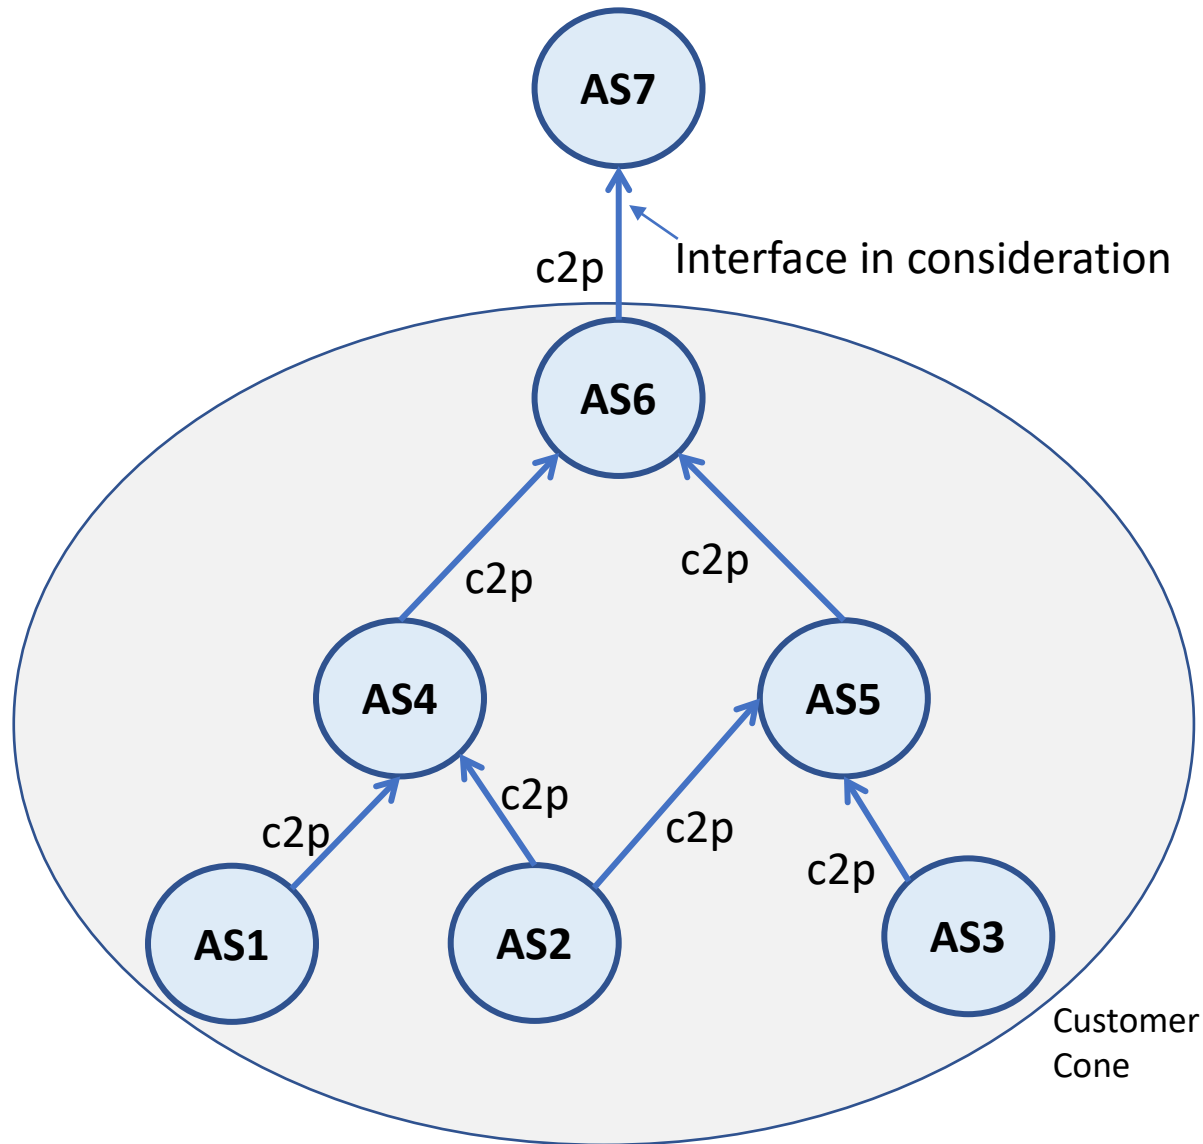 AS7
Interface in consideration
c2p
AS6
c2p
c2p
AS4
AS5
c2p
c2p
c2p
c2p
AS1
AS2
AS3
Customer
Cone